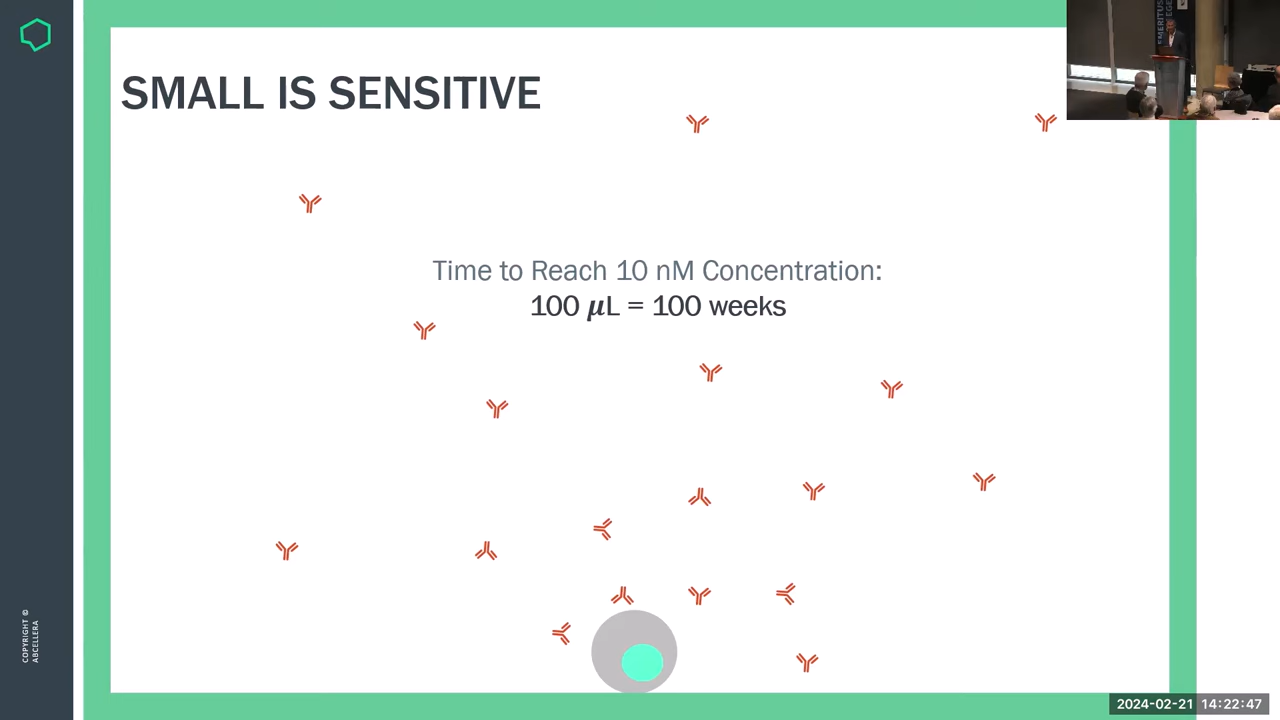 SMALL IS SENSITIVE
Time to Reach 10 nM Concentration:
100 μL = 100 weeks
COPYRIGHT ©
ABCELLERA
2024-02-21 14:22:47